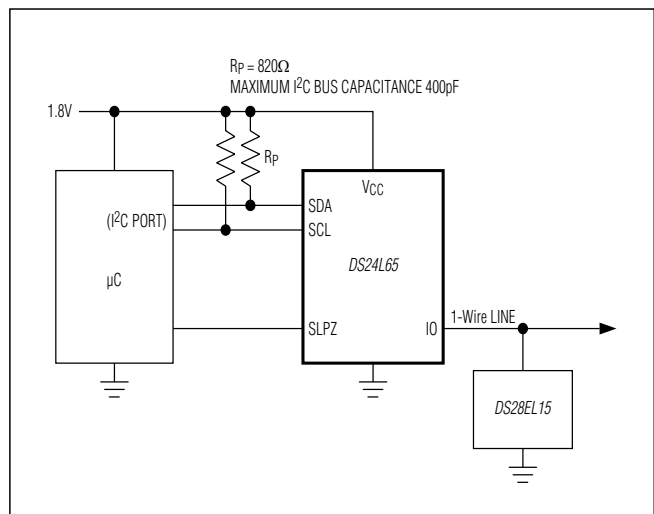 RP = 820Ω
MAXIMUM I²C BUS CAPACITANCE 400pF
1.8V
RP
VCC
SDA
(I²C PORT)
SCL
DS24L65
µC
1-Wire LINE
SLPZ
IO
DS28EL15